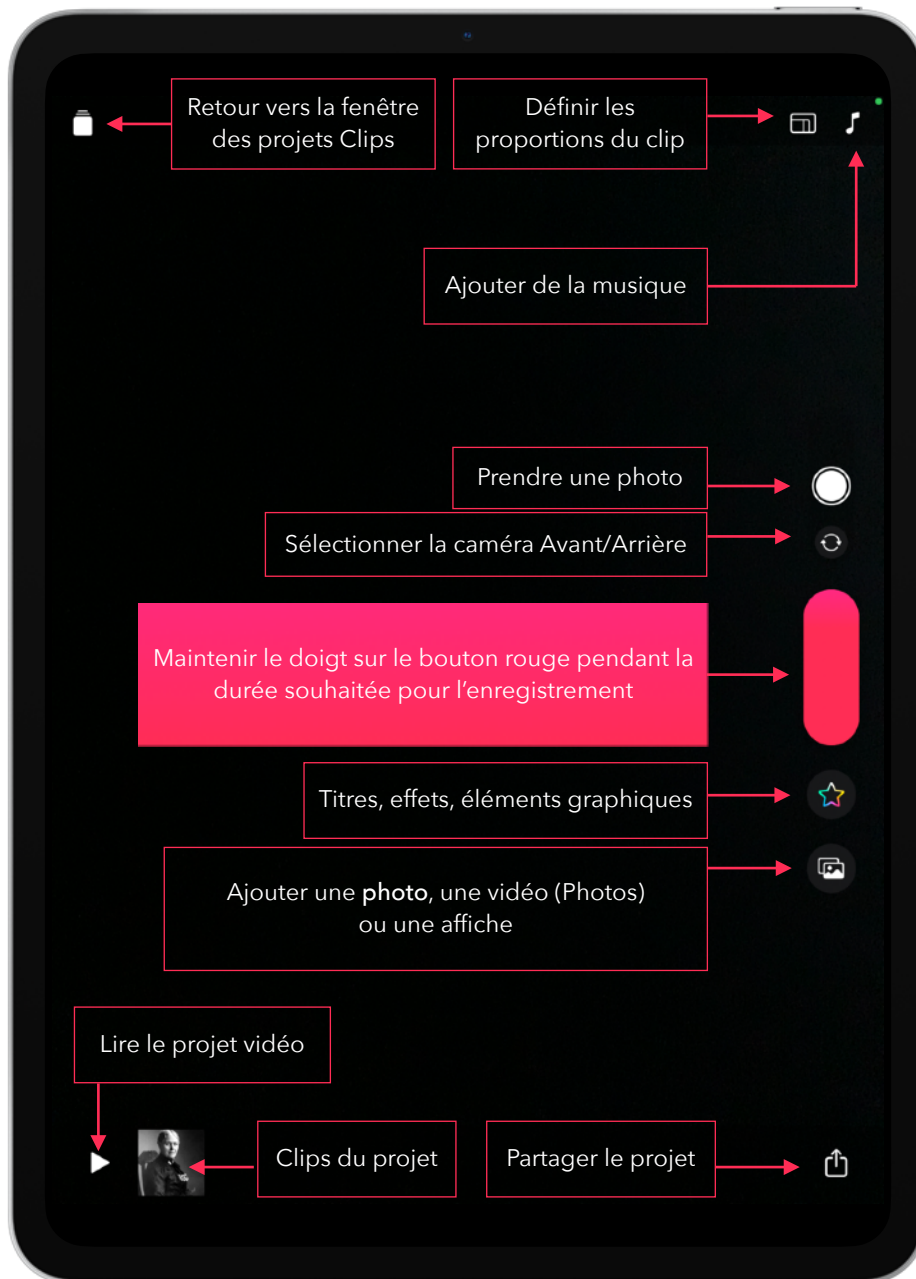 Retour vers la fenêtre
des projets Clips
Définir les
proportions du clip
Ajouter de la musique
Prendre une photo
Sélectionner la caméra Avant/Arrière
Maintenir le doigt sur le bouton rouge pendant la
durée souhaitée pour l’enregistrement
Titres, effets, éléments graphiques
Ajouter une photo, une vidéo (Photos)
ou une affiche
Lire le projet vidéo
Clips du projet
Partager le projet